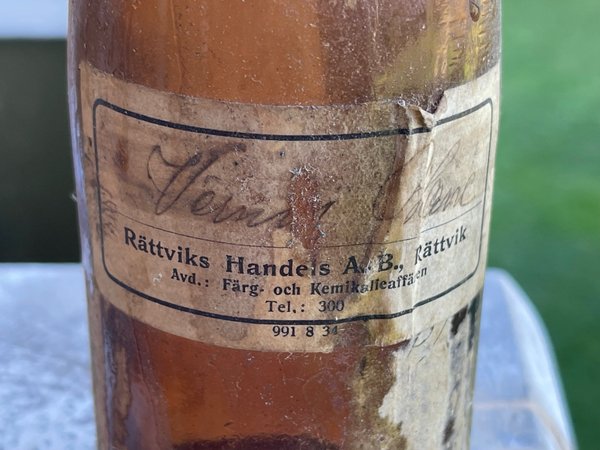 Rättviks Handels A.B., Rättvik
Avd.: Färg- och Kemikalieaffären
Tel.: 300
991 8 34